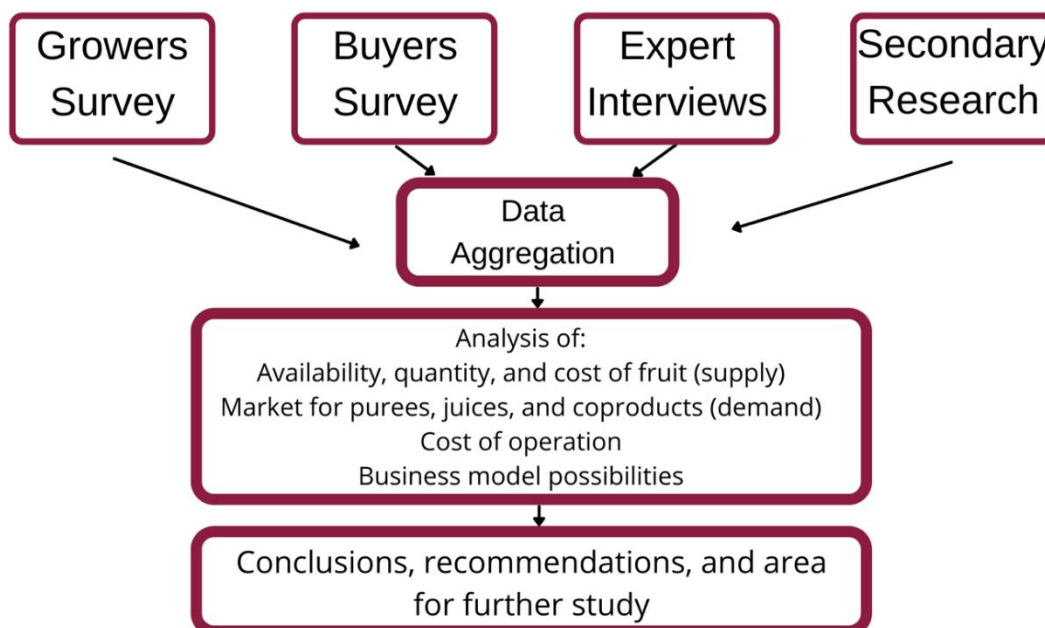 Growers
Survey
Buyers
Survey
Expert
Interviews
Secondary
Research
Data
Aggregation
Analysis of:
Availability, quantity, and cost of fruit (supply)
Market for purees, juices, and coproducts (demand)
Cost of operation
Business model possibilities
Conclusions, recommendations, and area
for further study